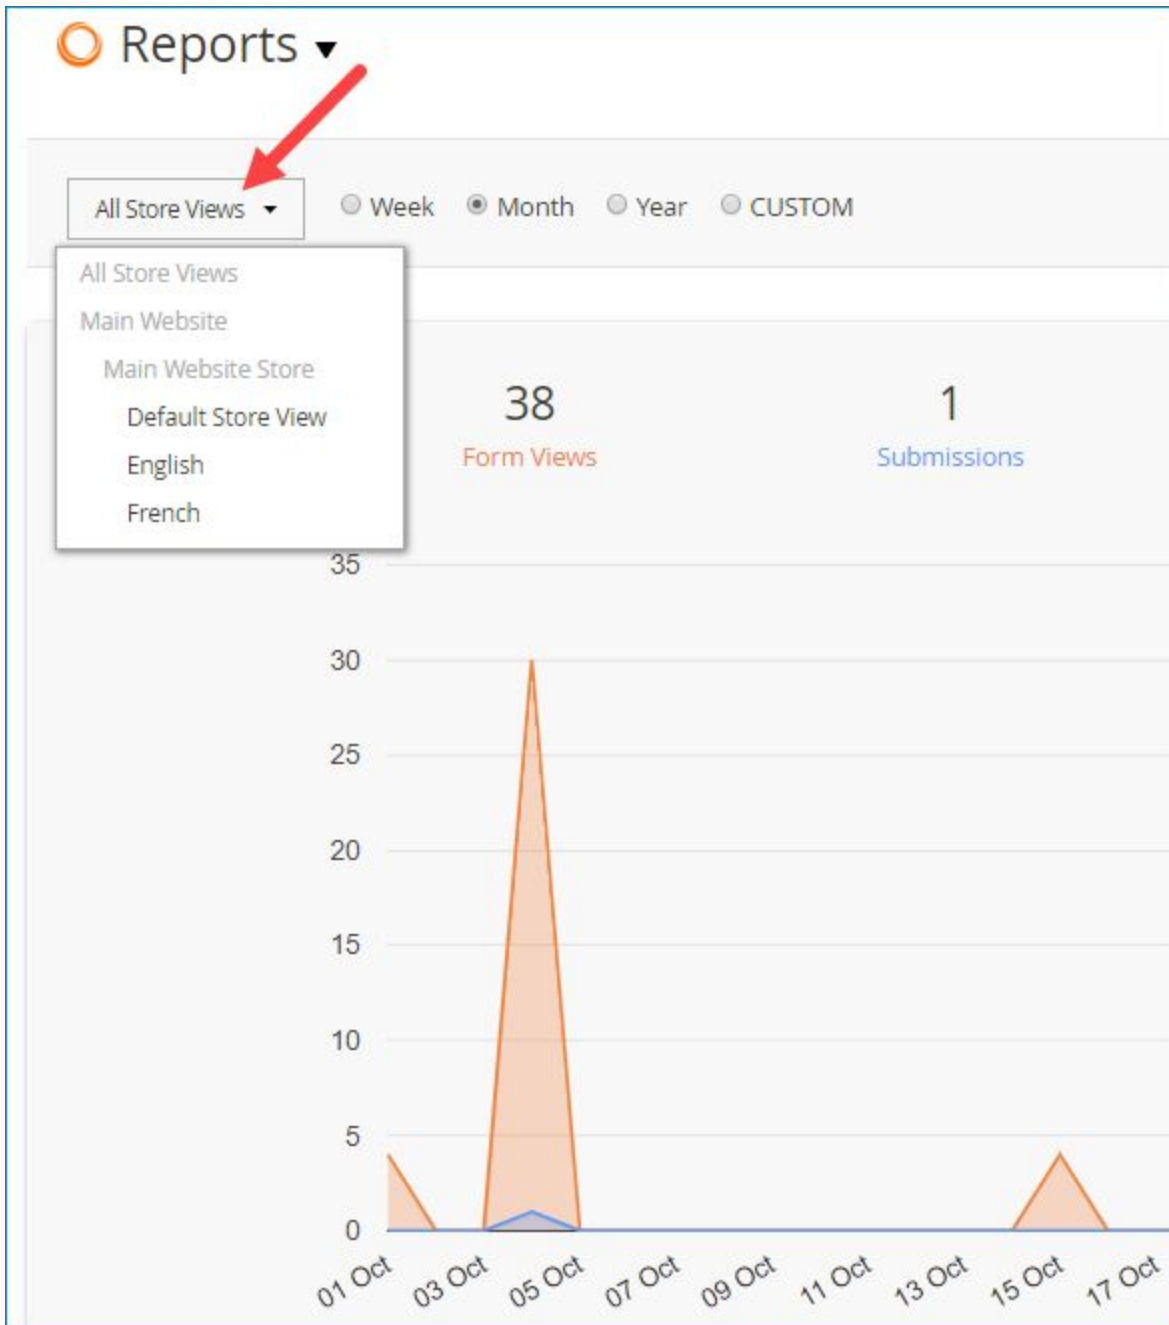 Reports
All Store Views
Week Month Year CUSTOM
All Store Views
Main Website
Main Website Store
Default Store View
English
French
38 1
Form Views Submissions
35
30
25
20
15
10
5
0
01 Oct 03 Oct 05 Oct 07 Oct 09 Oct 11 Oct 13 Oct 15 Oct 17 Oct